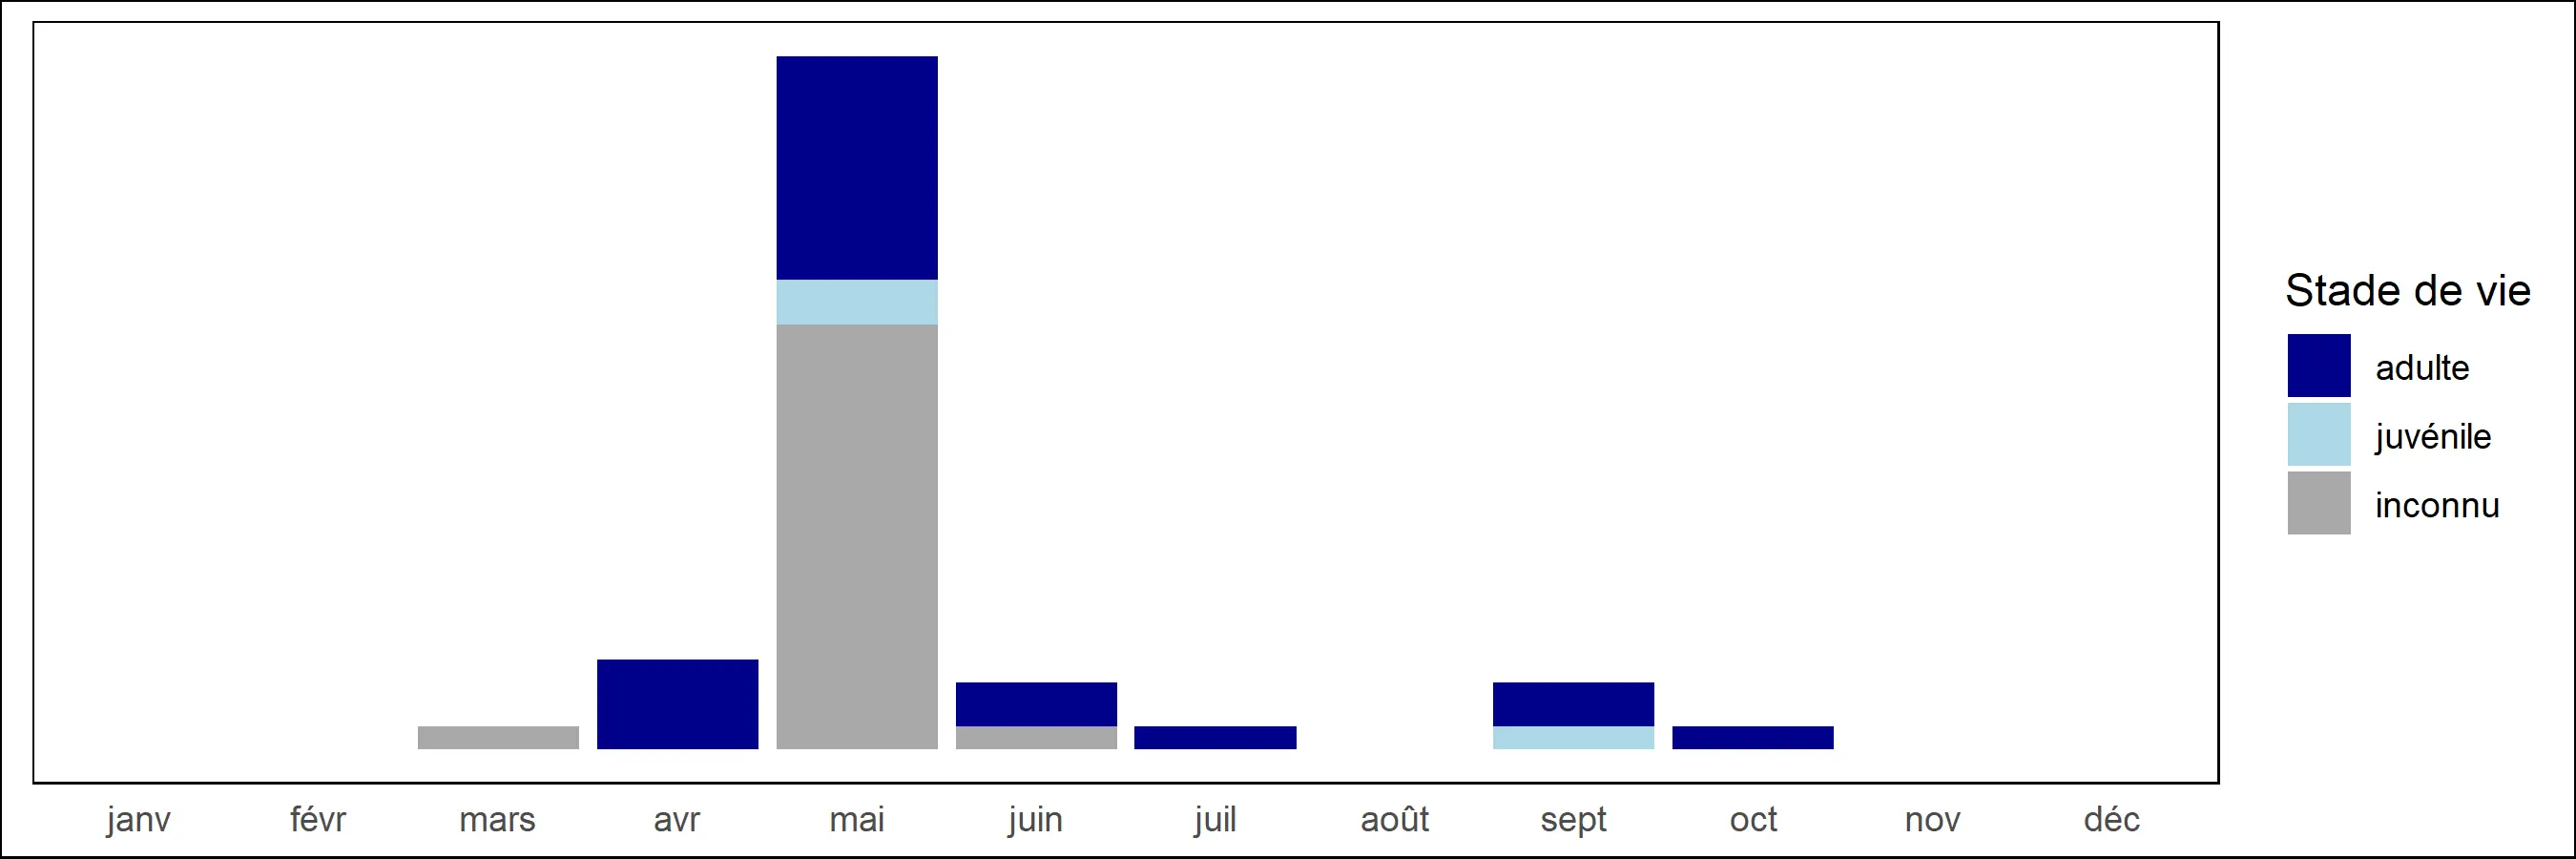 Stade de vie
adulte
juvénile
inconnu
janv févr mars avr mai juin juil août sept oct nov déc